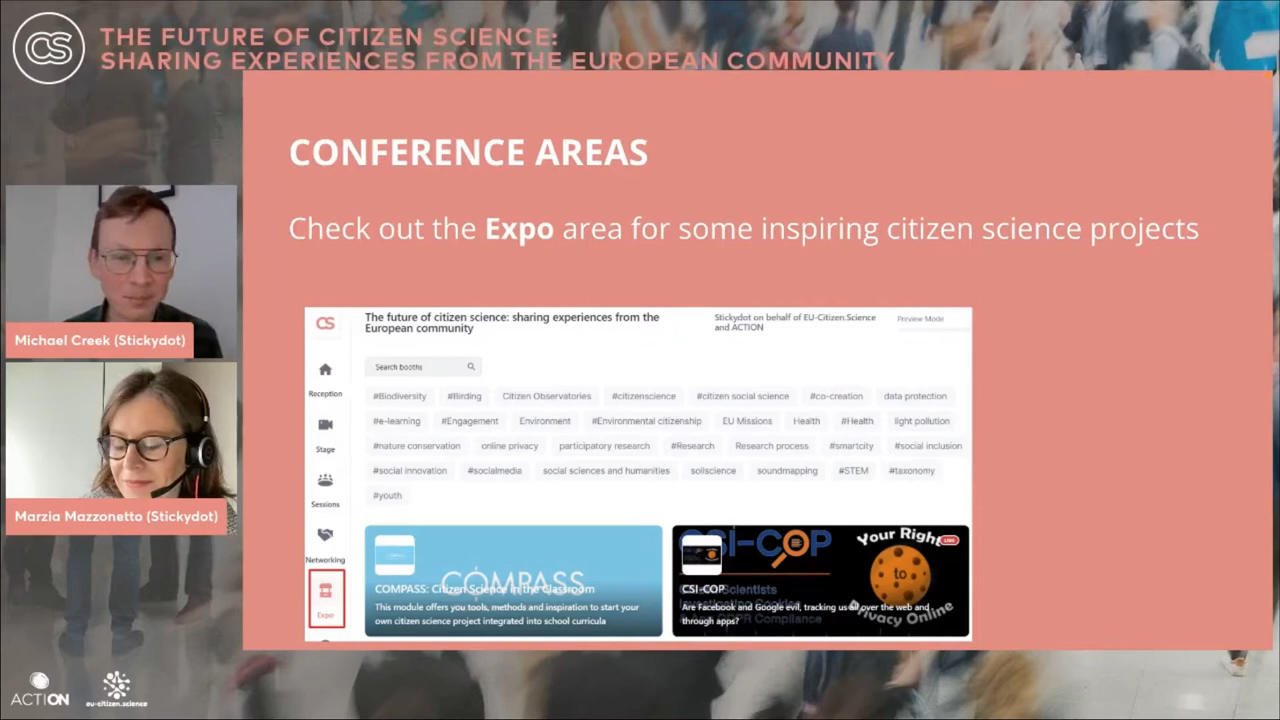 CS
THE FUTURE OF CITIZEN SCIENCE:
SHARING EXPERIENCES FROM THE EUROPEAN COMMUNITY
CONFERENCE AREAS
Check out the Expo area for some inspiring citizen science projects
Michael Creek (Stickydot)
Marzia Mazzonetto (Stickydot)
CS
The future of citizen science: sharing experiences from the
European community
Stickydot on behalf of EU-Citizen.Science
and ACTION
Preview Mode
Search booths
Reception
Stage
Sessions
Networking
Expo
#Biodiversity #Birding Citizen Observatories #citizenscience #citizen social science #co-creation data protection
#e-learning #Engagement Environment #Environmental citizenship EU Missions Health #Health light pollution
#nature conservation online privacy participatory research #Research Research process #smartcity #social inclusion
#social innovation #socialmedia social sciences and humanities soilscience soundmapping #STEM #taxonomy
#youth
COMPASS
COMPASS: Citizen Science in the Classroom
This module offers you tools, methods and inspiration to start your
own citizen science project integrated into school curricula
CSI-COP
Your Right
LIVE
to
Privacy Online
CSI-COP
Are Facebook and Google evil, tracking us all over the web and
through apps?
ACTION
eu-citizen.science